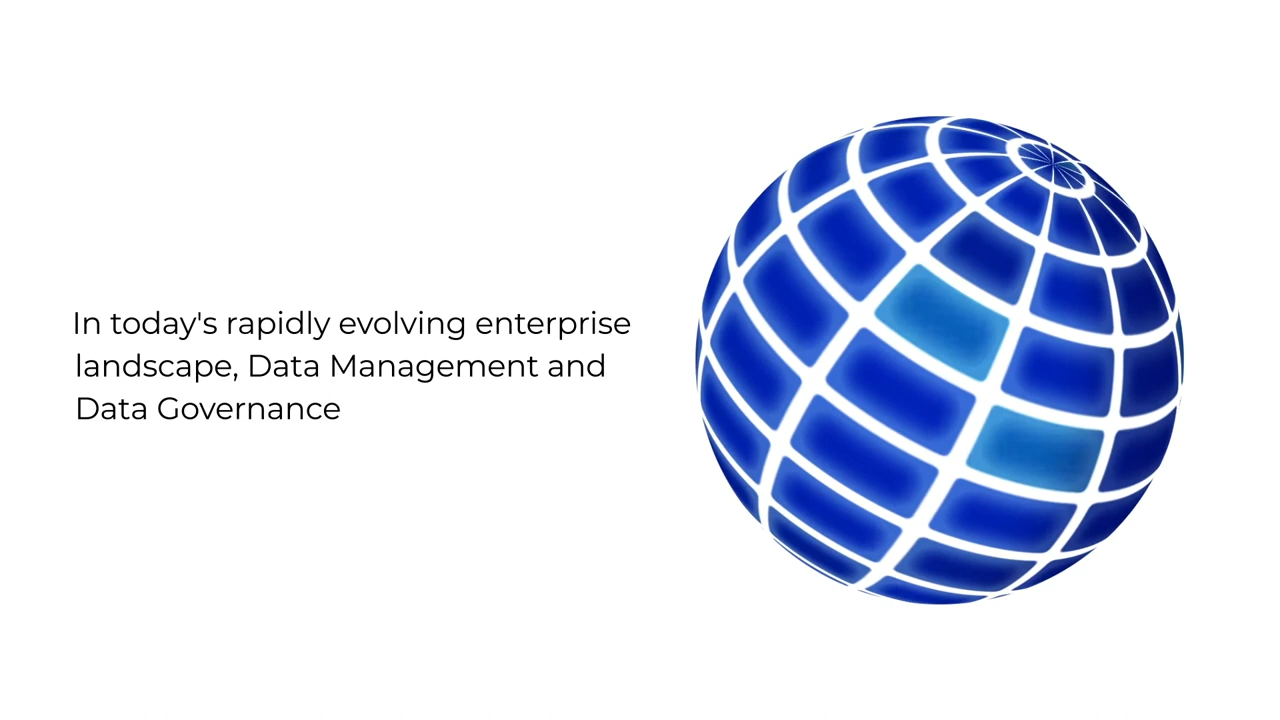 In today's rapidly evolving enterprise
landscape, Data Management and
Data Governance